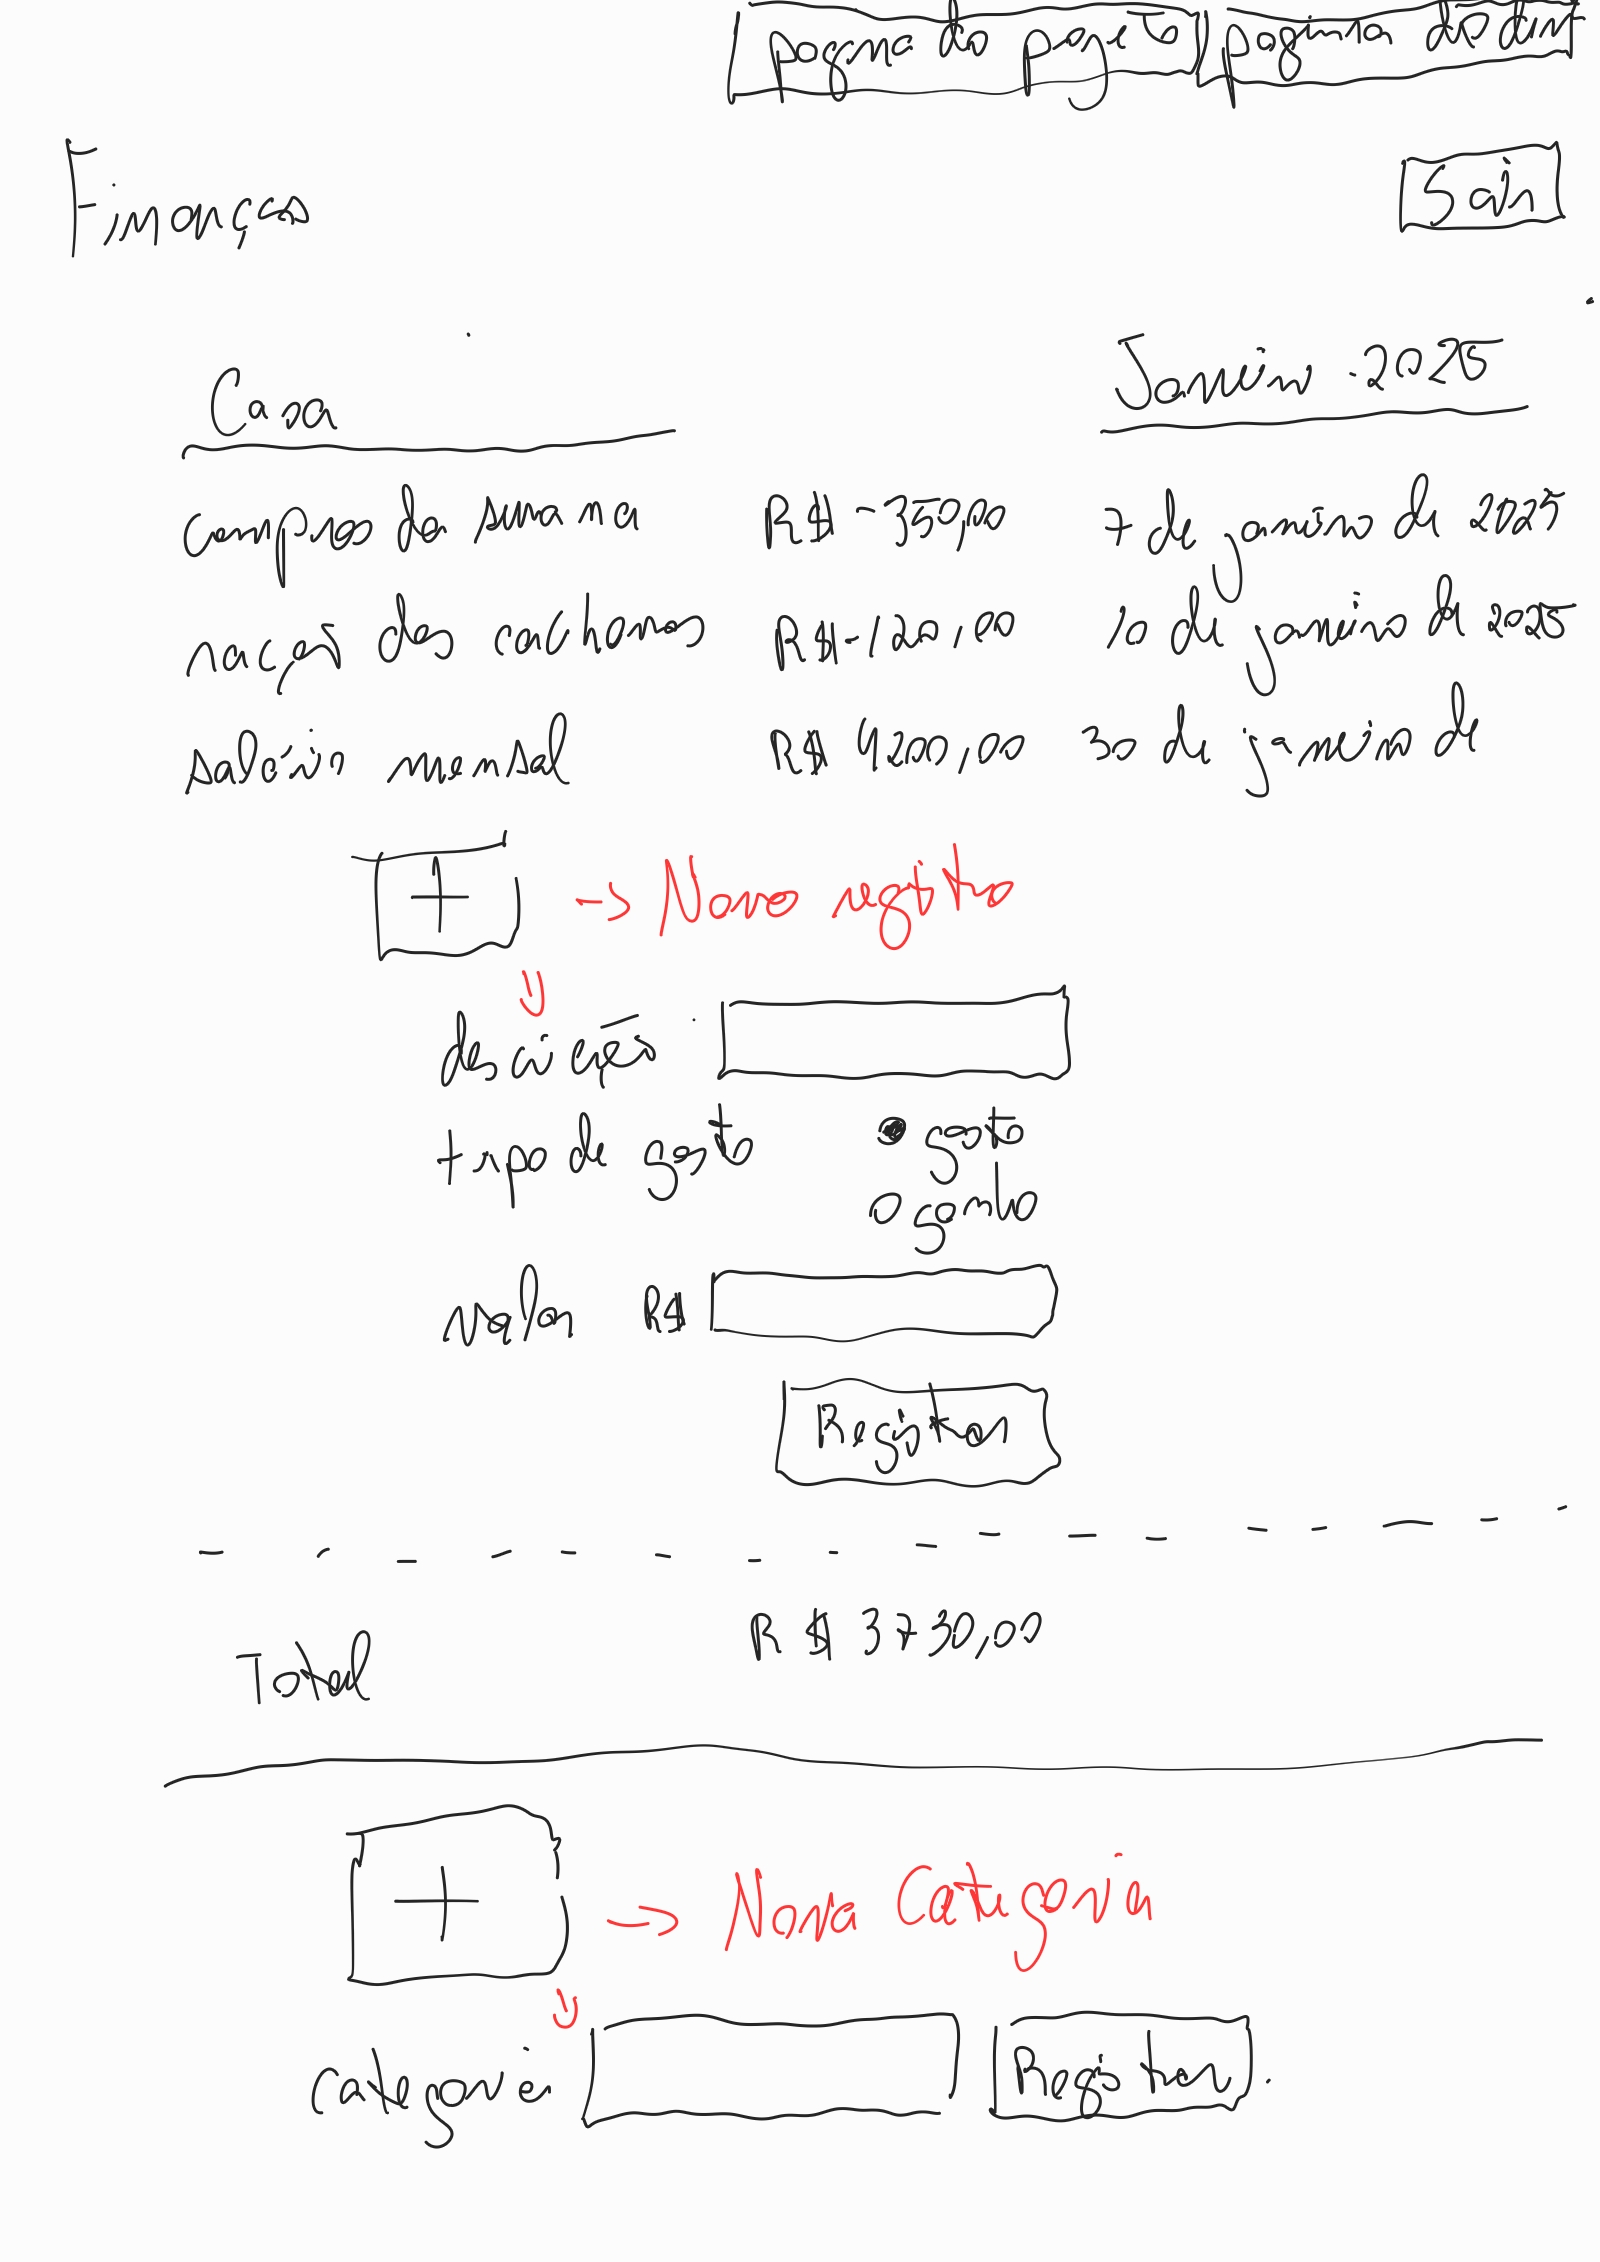 pagina do pogeto pagina do dim
Finanças
Sair
Casa
Janeiro 2025
compras da semana R$ -350,00 7 de janeiro de 2025
ração dos cachorros R$ -120,00 10 de janeiro de 2025
salário mensal R$ 4200,00 30 de janeiro de
+ -> Novo registro
descrição
tipo de gasto gasto
ganho
valor R$
Registrar
Total R$ 3730,00
+ -> Nova Categoria
categoria Registrar